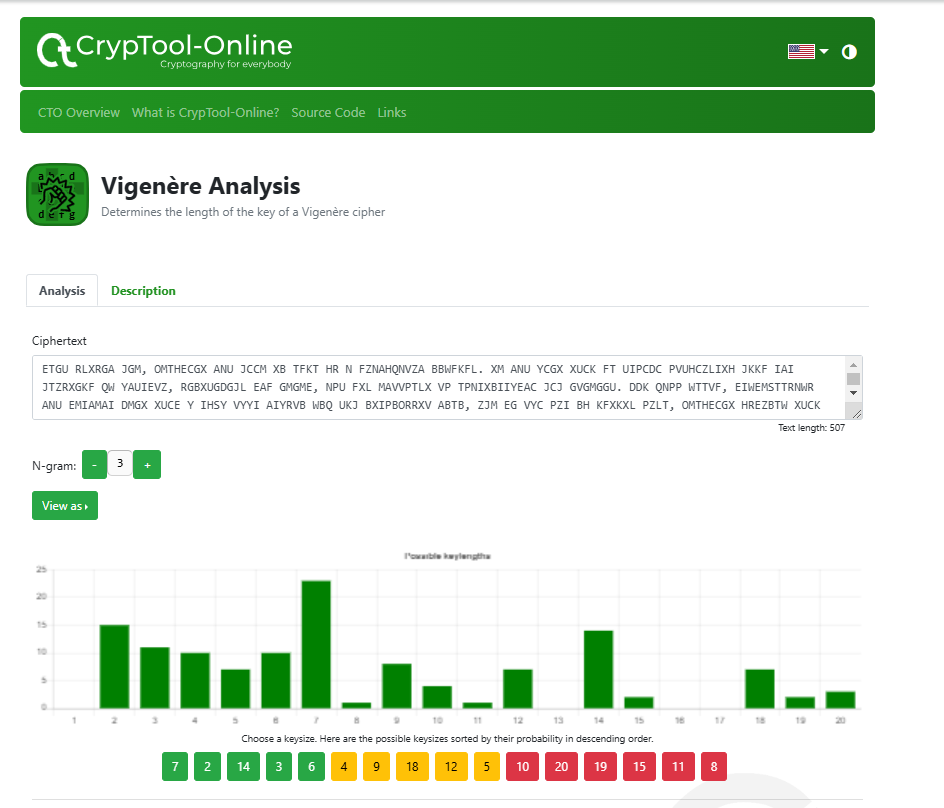 CrypTool-Online
Cryptography for everybody
CTO Overview What is CrypTool-Online? Source Code Links
Vigenère Analysis
Determines the length of the key of a Vigenère cipher
Analysis Description
Ciphertext
ETGU RLXRGA JGM, OMTHECGX ANU JCCM XB TFKT HR N FZNAHQNVZA BBWFKFL. XM ANU YCGX XUCK FT UIPCDC PVUHCZLIXH JKKF IAI
JTZRXGKF QW YAUIEVZ, RGBXUGDGJL EAF GMGME, NPU FXL MAVVPTLX VP TPNIXBIIYEAC JCJ GVGMGGU. DDK QNPP WTTVF, EIWEMSTTRNWR
ANU EMIAMAI DMGX XUCE Y IHSY VYYI AIYRVB WBQ UKJ BXIPBORRXV ABTB, ZJM EG VYC PZI BH KFXKXL PZLT, OMTHECGX HREZBTW XUCK
Text length: 507
N-gram: - 3 +
View as ›
Possible keylengths
25
20
15
10
5
0
1 2 3 4 5 6 7 8 9 10 11 12 13 14 15 16 17 18 19 20
Choose a keysize. Here are the possible keysizes sorted by their probability in descending order.
7 2 14 3 6 4 9 18 12 5 10 20 19 15 11 8